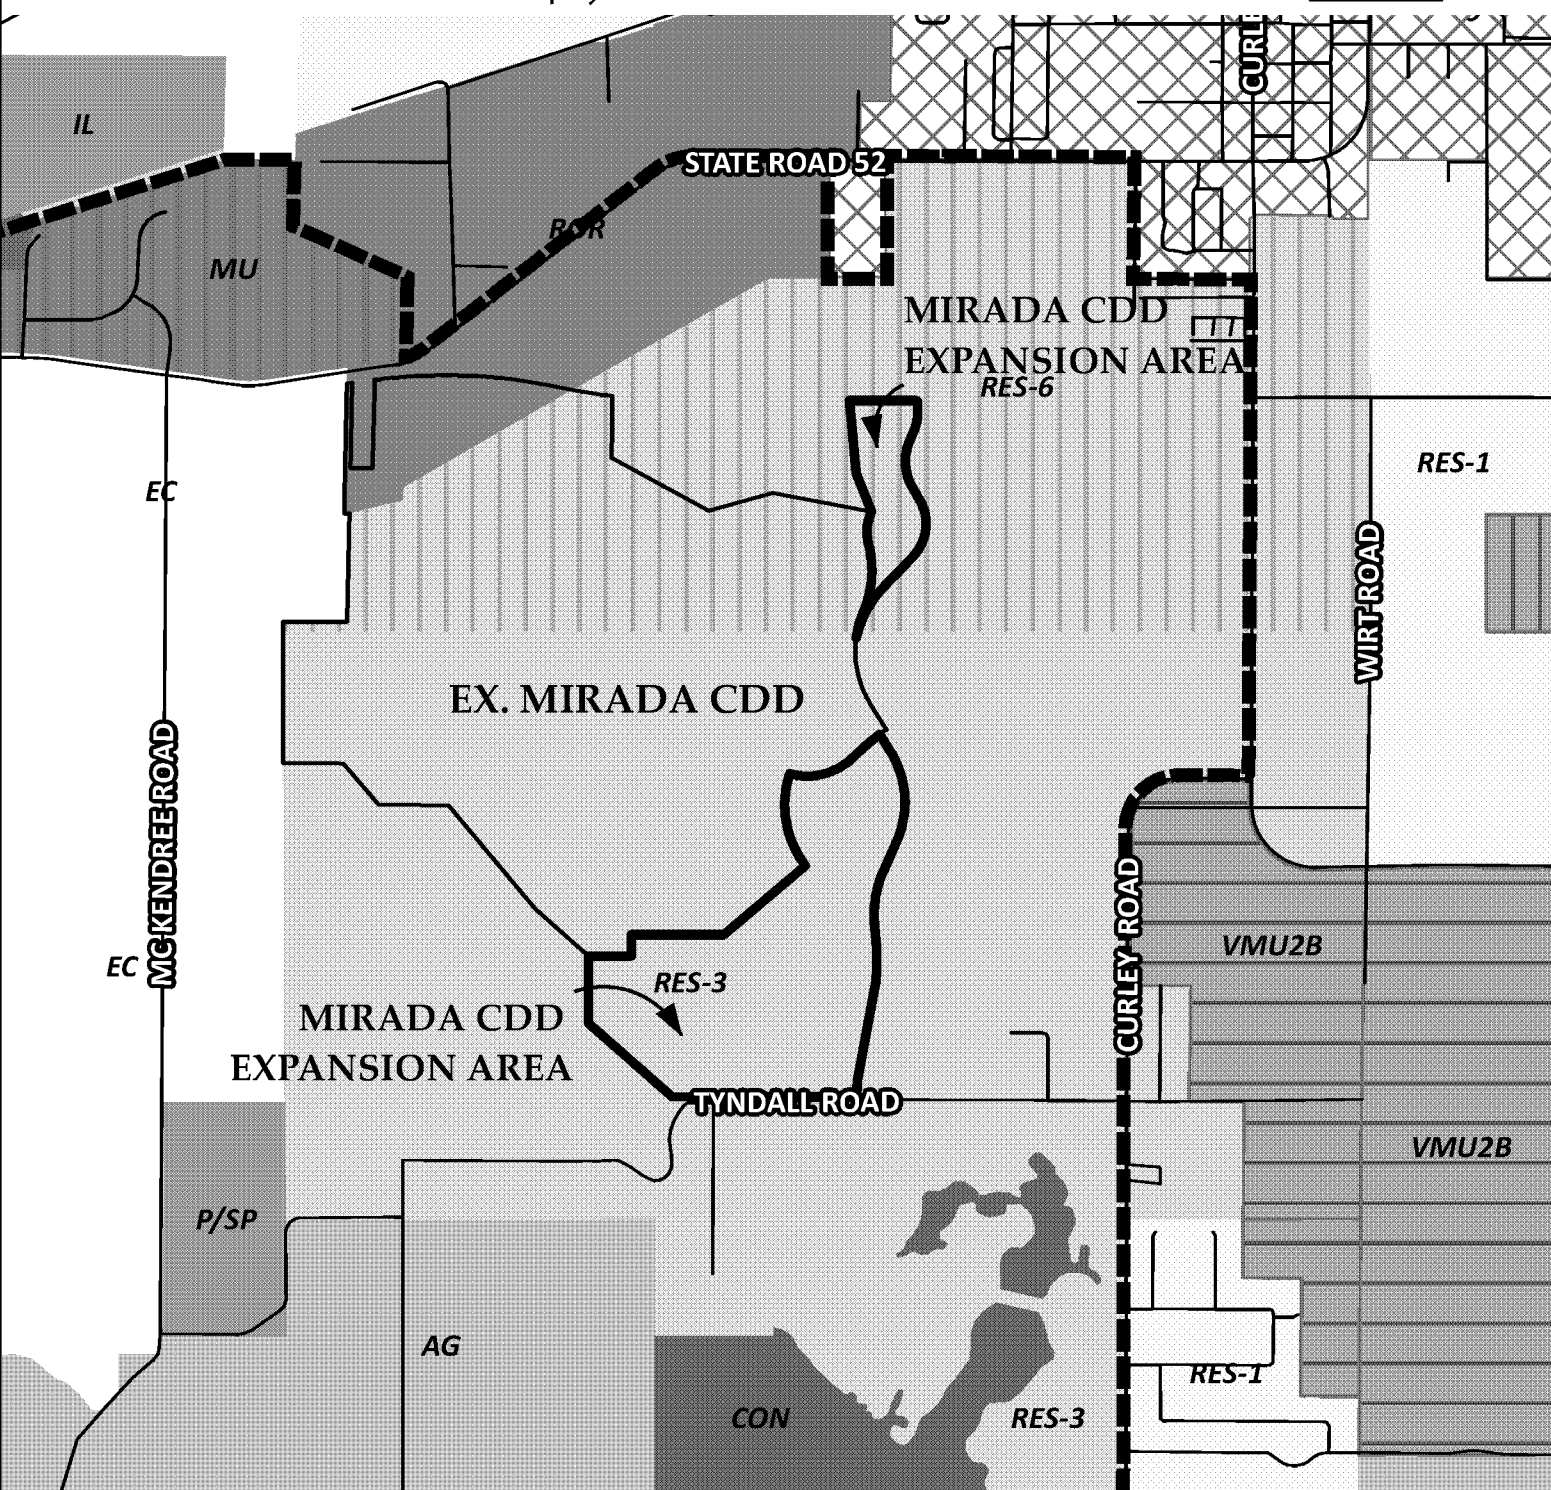 CURLE
IL
STATE ROAD 52
ROR
MU
MIRADA CDD
EXPANSION AREA
RES-6
RES-1
EC
WIRT ROAD
EX. MIRADA CDD
MC KENDREE ROAD
CURLEY ROAD
VMU2B
EC
RES-3
MIRADA CDD
EXPANSION AREA
TYNDALL ROAD
VMU2B
P/SP
AG
RES-1
CON
RES-3